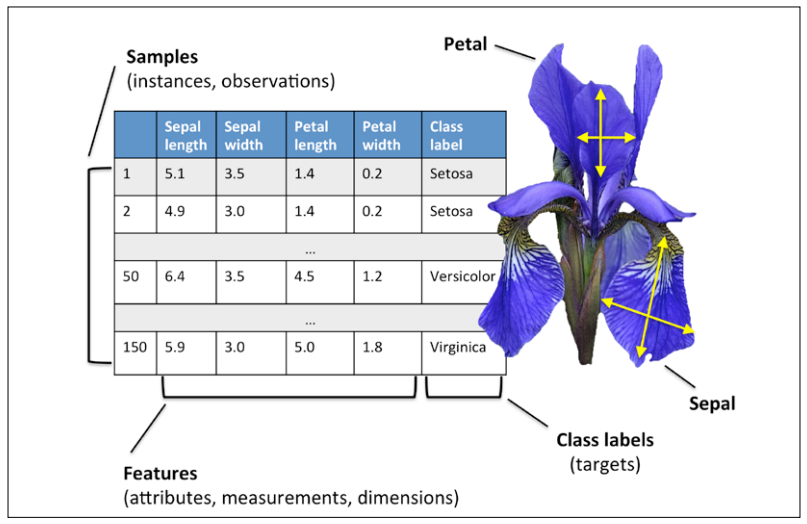 Samples
(instances, observations)
Petal
Sepal length Sepal width Petal length Petal width Class label
1 5.1 3.5 1.4 0.2 Setosa
2 4.9 3.0 1.4 0.2 Setosa
...
50 6.4 3.5 4.5 1.2 Versicolor
...
150 5.9 3.0 5.0 1.8 Virginica
Sepal
Class labels
(targets)
Features
(attributes, measurements, dimensions)